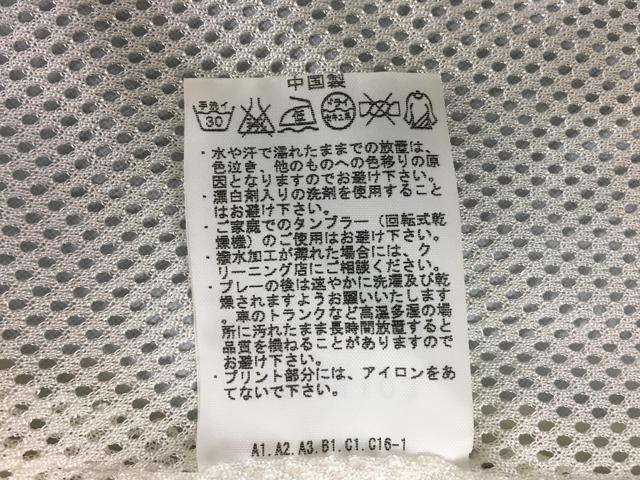 中国製
手洗イ
30
低
ドライ
セキユ系
・水や汗で濡れたままでの放置は、
色泣き、他のものへの色移りの原
因となりますのでお避け下さい。
・漂白剤入りの洗剤を使用すること
はお避け下さい。
・ご家庭でのタンブラー（回転式乾
燥機）のご使用はお避け下さい。
・撥水加工が薄れた場合には、ク
リーニング店にご相談ください。
・プレーの後は速やかに洗濯及び乾
燥されますようお願いいたします
。車のトランクなど高温多湿の場
所に汚れたまま長時間放置すると
品質を損ねることがありますので
お避け下さい。
・プリント部分には、アイロンをあ
てないで下さい。
A1.A2.A3.B1.C1.C16-1